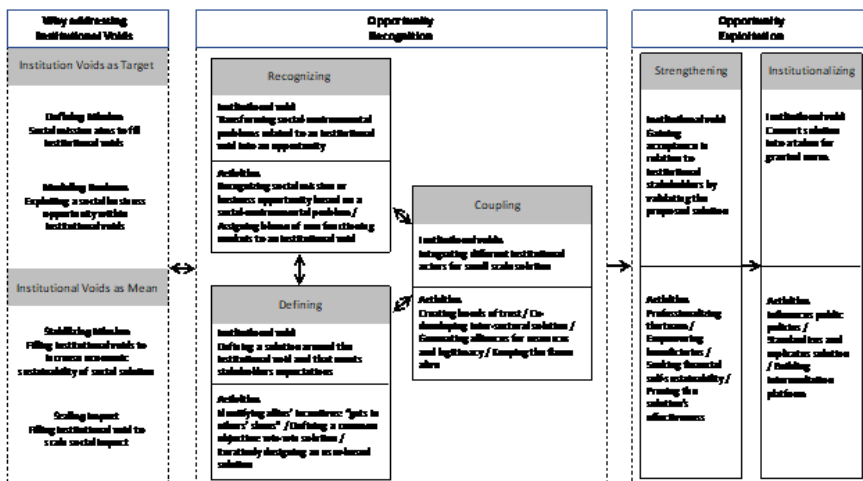 Why addressing
Institutional Voids
Opportunity
Recognition
Opportunity
Exploitation
Institution Voids as Target
Defining Mission
Social mission aims to fill
institutional voids
Modeling Business
Exploiting a social business
opportunity within
institutional voids
Institutional Voids as Mean
Stabilizing Mission
Filling institutional voids to
increase economic
sustainability of social solution
Scaling Impact
Filling institutional void to
scale social impact
Recognizing
Institutional void
Transforming social-environmental
problems related to an institutional
void into an opportunity
Activities
Recognizing social mission or
business opportunity based on a
social-environmental problem /
Assigning blame of non functioning
markets to an institutional void
Defining
Institutional void
Defining a solution around the
institutional void and that meets
stakeholders expectations
Activities
Identifying allies' incentives: "puts in
others' shoes" / Defining a common
objective: win-win solution /
Iteratively designing an user-based
solution
Coupling
Institutional voids
Integrating different institutional
actors for small scale solution
Activities
Creating bonds of trust / Co-
developing inter-sectoral solution /
Generating alliances for resources
and legitimacy / Keeping the flame
alive
Strengthening
Institutional void
Gaining
acceptance in
relation to
institutional
stakeholders by
validating the
proposed solution
Activities
Professionalizing
the team /
Empowering
beneficiaries /
Seeking financial
self-sustainability /
Proving the
solution's
effectiveness
Institutionalizing
Institutional void
Convert solution
into a taken for
granted norm.
Activities
Influences public
policies /
Standardizes and
replicates solution
/ Building
intermediation
platform